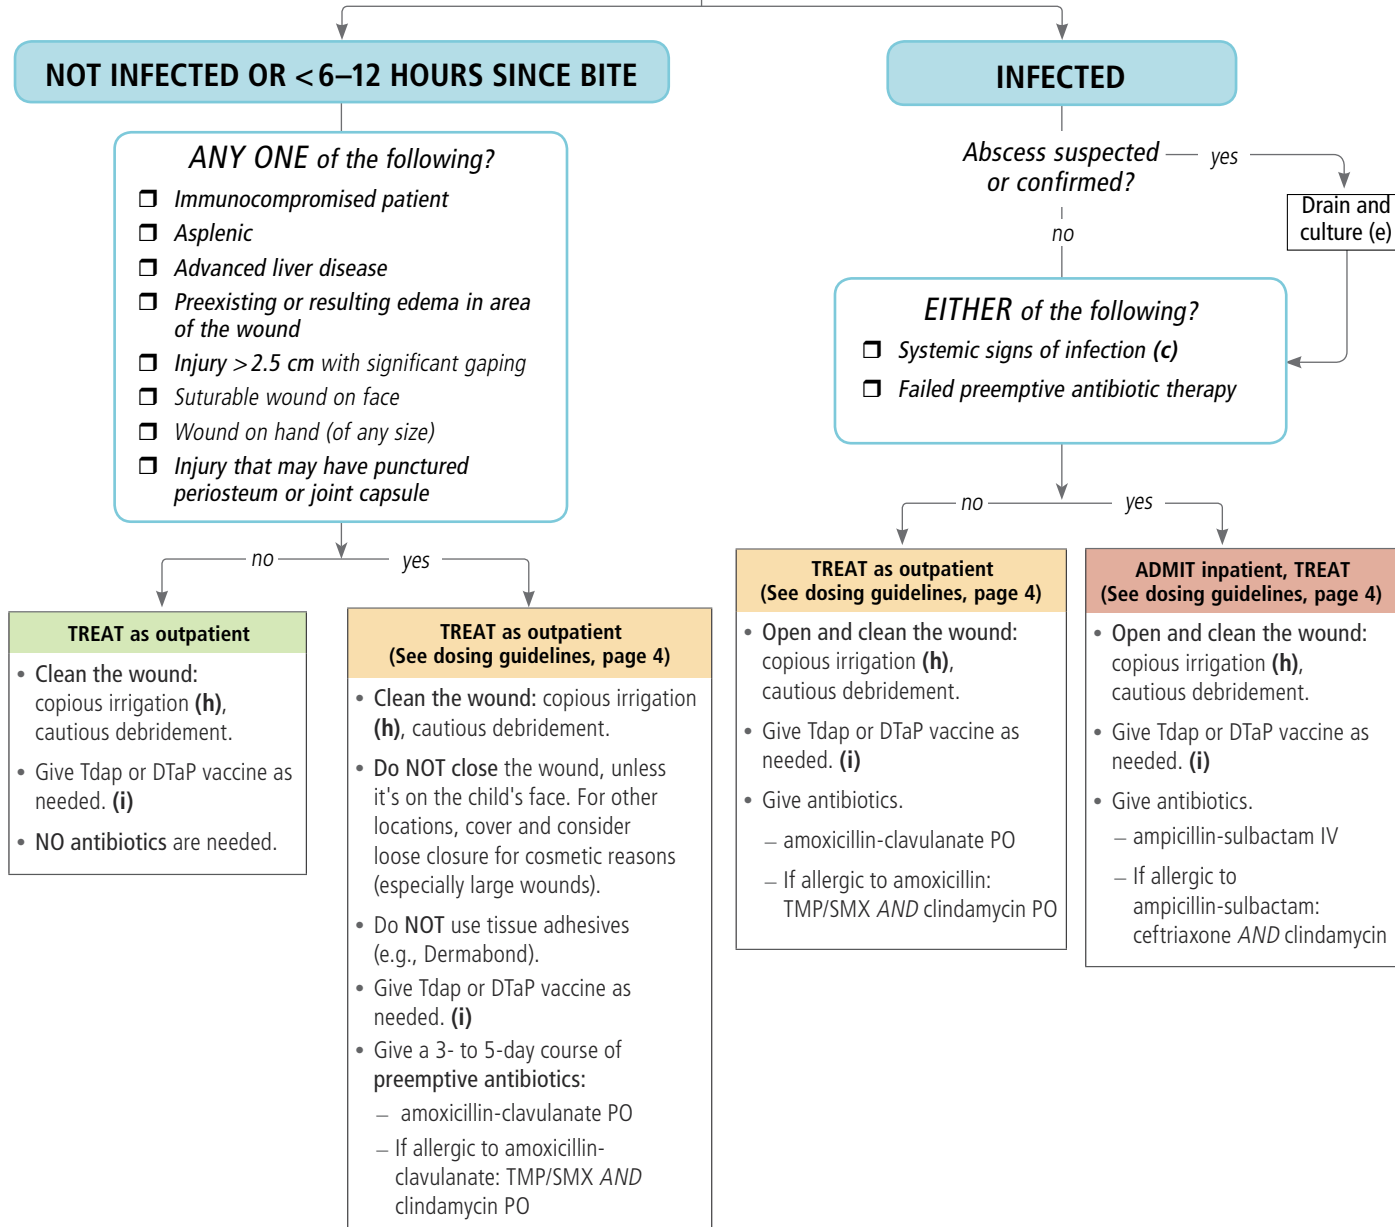 NOT INFECTED OR <6–12 HOURS SINCE BITE
ANY ONE of the following?
❒ Immunocompromised patient
❒ Asplenic
❒ Advanced liver disease
❒ Preexisting or resulting edema in area
of the wound
❒ Injury >2.5 cm with significant gaping
❒ Suturable wound on face
❒ Wound on hand (of any size)
❒ Injury that may have punctured
periosteum or joint capsule
no
yes
TREAT as outpatient
• Clean the wound:
copious irrigation (h),
cautious debridement.
• Give Tdap or DTaP vaccine as
needed. (i)
• NO antibiotics are needed.
TREAT as outpatient
(See dosing guidelines, page 4)
• Clean the wound: copious irrigation
(h), cautious debridement.
• Do NOT close the wound, unless
it's on the child's face. For other
locations, cover and consider
loose closure for cosmetic reasons
(especially large wounds).
• Do NOT use tissue adhesives
(e.g., Dermabond).
• Give Tdap or DTaP vaccine as
needed. (i)
• Give a 3- to 5-day course of
preemptive antibiotics:
– amoxicillin-clavulanate PO
– If allergic to amoxicillin-
clavulanate: TMP/SMX AND
clindamycin PO
INFECTED
Abscess suspected
or confirmed?
yes
Drain and
culture (e)
no
EITHER of the following?
❒ Systemic signs of infection (c)
❒ Failed preemptive antibiotic therapy
no
yes
TREAT as outpatient
(See dosing guidelines, page 4)
• Open and clean the wound:
copious irrigation (h),
cautious debridement.
• Give Tdap or DTaP vaccine as
needed. (i)
• Give antibiotics.
– amoxicillin-clavulanate PO
– If allergic to amoxicillin:
TMP/SMX AND clindamycin PO
ADMIT inpatient, TREAT
(See dosing guidelines, page 4)
• Open and clean the wound:
copious irrigation (h),
cautious debridement.
• Give Tdap or DTaP vaccine as
needed. (i)
• Give antibiotics.
– ampicillin-sulbactam IV
– If allergic to
ampicillin-sulbactam:
ceftriaxone AND clindamycin